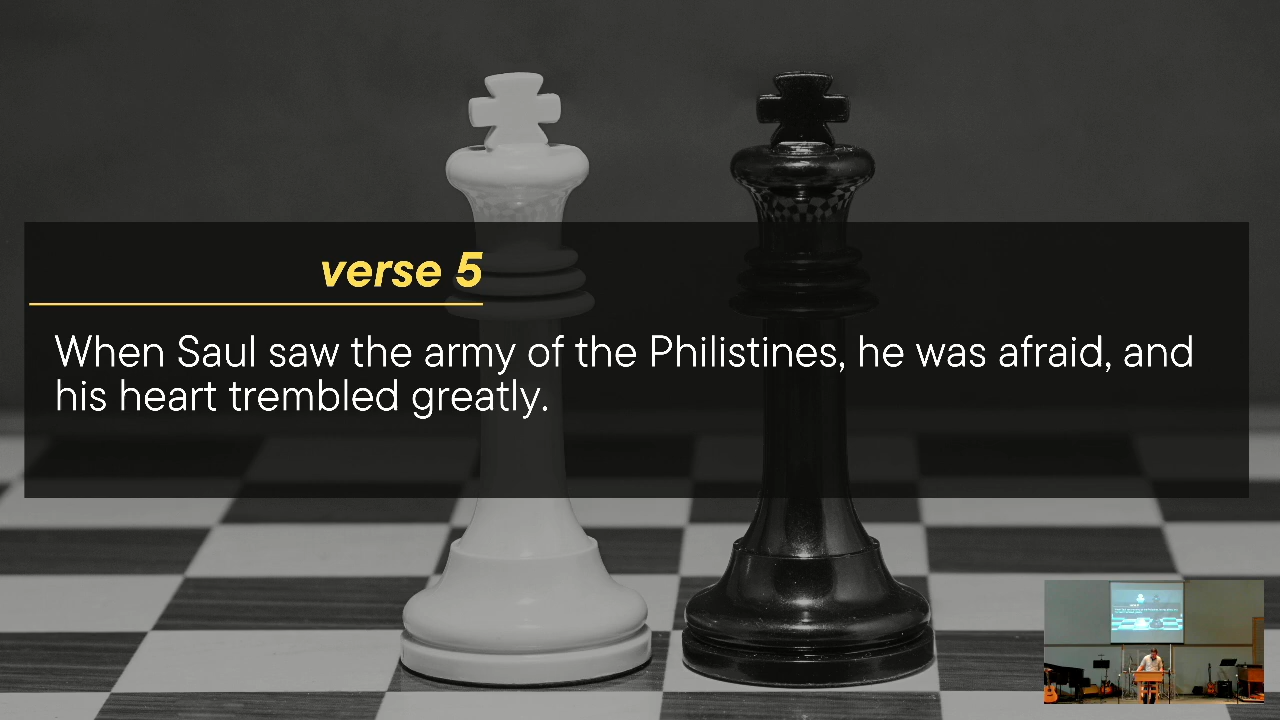 verse 5
When Saul saw the army of the Philistines, he was afraid, and
his heart trembled greatly.